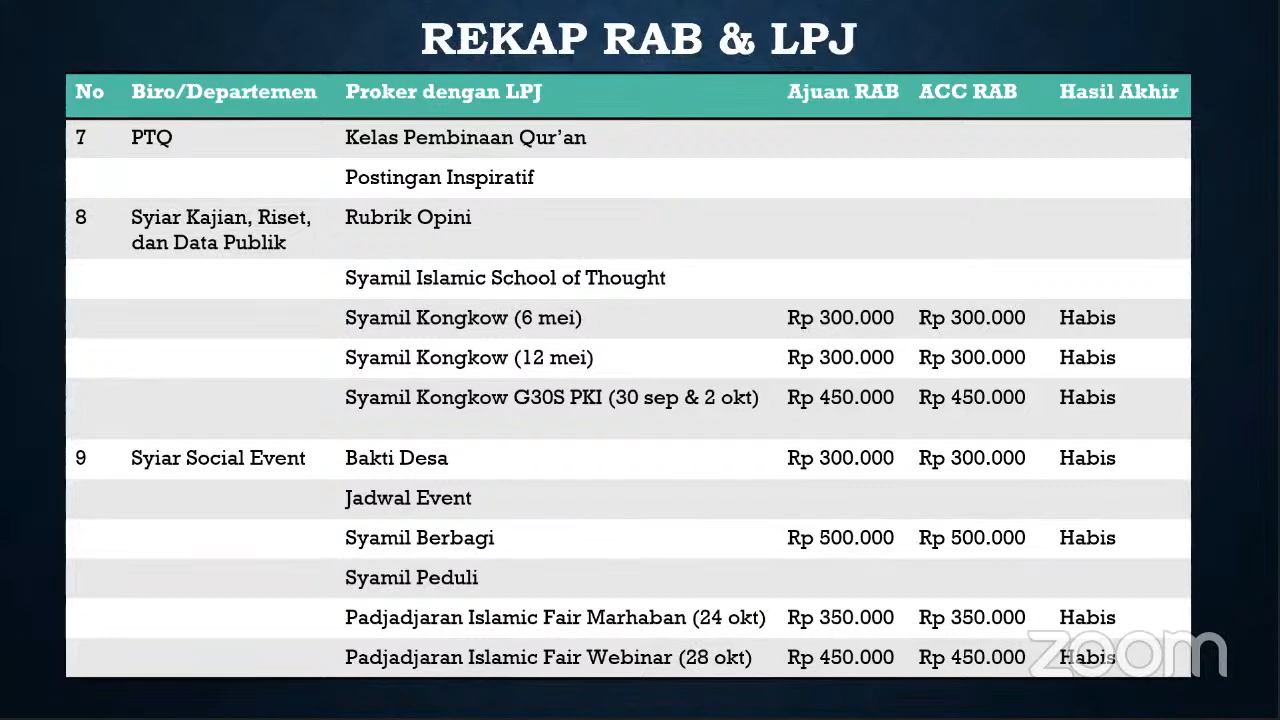 REKAP RAB & LPJ
No Biro/Departemen Proker dengan LPJ Ajuan RAB ACC RAB Hasil Akhir
7 PTQ Kelas Pembinaan Qur’an
Postingan Inspiratif
8 Syiar Kajian, Riset, Rubrik Opini
dan Data Publik
Syamil Islamic School of Thought
Syamil Kongkow (6 mei) Rp 300.000 Rp 300.000 Habis
Syamil Kongkow (12 mei) Rp 300.000 Rp 300.000 Habis
Syamil Kongkow G30S PKI (30 sep & 2 okt) Rp 450.000 Rp 450.000 Habis
9 Syiar Social Event Bakti Desa Rp 300.000 Rp 300.000 Habis
Jadwal Event
Syamil Berbagi Rp 500.000 Rp 500.000 Habis
Syamil Peduli
Padjadjaran Islamic Fair Marhaban (24 okt) Rp 350.000 Rp 350.000 Habis
Padjadjaran Islamic Fair Webinar (28 okt) Rp 450.000 Rp 450.000 Habis
zoom